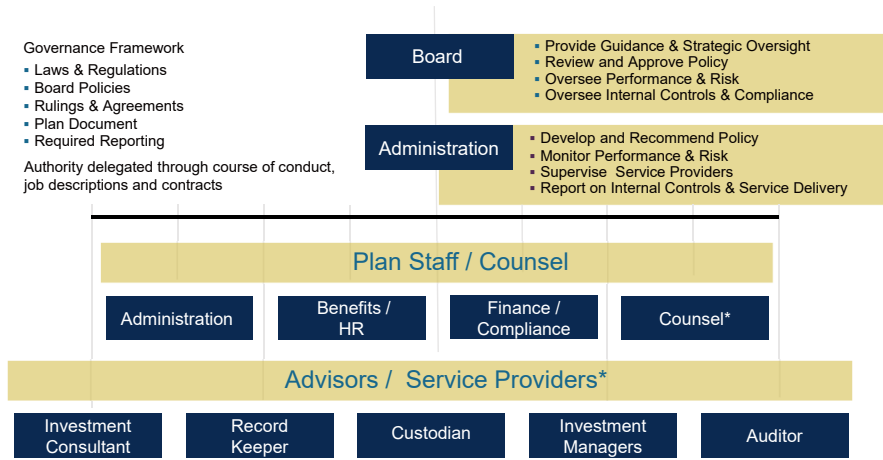 Governance Framework
▪ Laws & Regulations
▪ Board Policies
▪ Rulings & Agreements
▪ Plan Document
▪ Required Reporting
Authority delegated through course of conduct,
job descriptions and contracts
Board
▪ Provide Guidance & Strategic Oversight
▪ Review and Approve Policy
▪ Oversee Performance & Risk
▪ Oversee Internal Controls & Compliance
Administration
▪ Develop and Recommend Policy
▪ Monitor Performance & Risk
▪ Supervise Service Providers
▪ Report on Internal Controls & Service Delivery
Plan Staff / Counsel
Administration
Benefits /
HR
Finance /
Compliance
Counsel*
Advisors / Service Providers*
Investment
Consultant
Record
Keeper
Custodian
Investment
Managers
Auditor